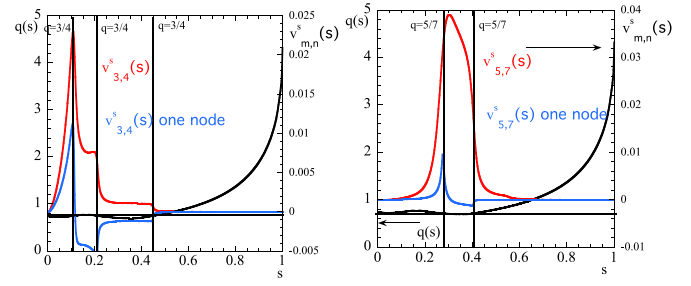 q(s)
5
4
3
2
1
0
q=3/4
q=3/4
q=3/4
v^s_{3,4}(s)
v^s_{3,4}(s) one node
0.025
v^s_{m,n}(s)
0.02
0.015
0.01
0.005
0
-0.005
0 0.2 0.4 0.6 0.8 1
s
q(s)
5
4
3
2
1
0
q=5/7
q=5/7
v^s_{5,7}(s)
v^s_{5,7}(s) one node
q(s)
0.04
v^s_{m,n}(s)
0.03
0.02
0.01
0
-0.01
0 0.2 0.4 0.6 0.8 1
s